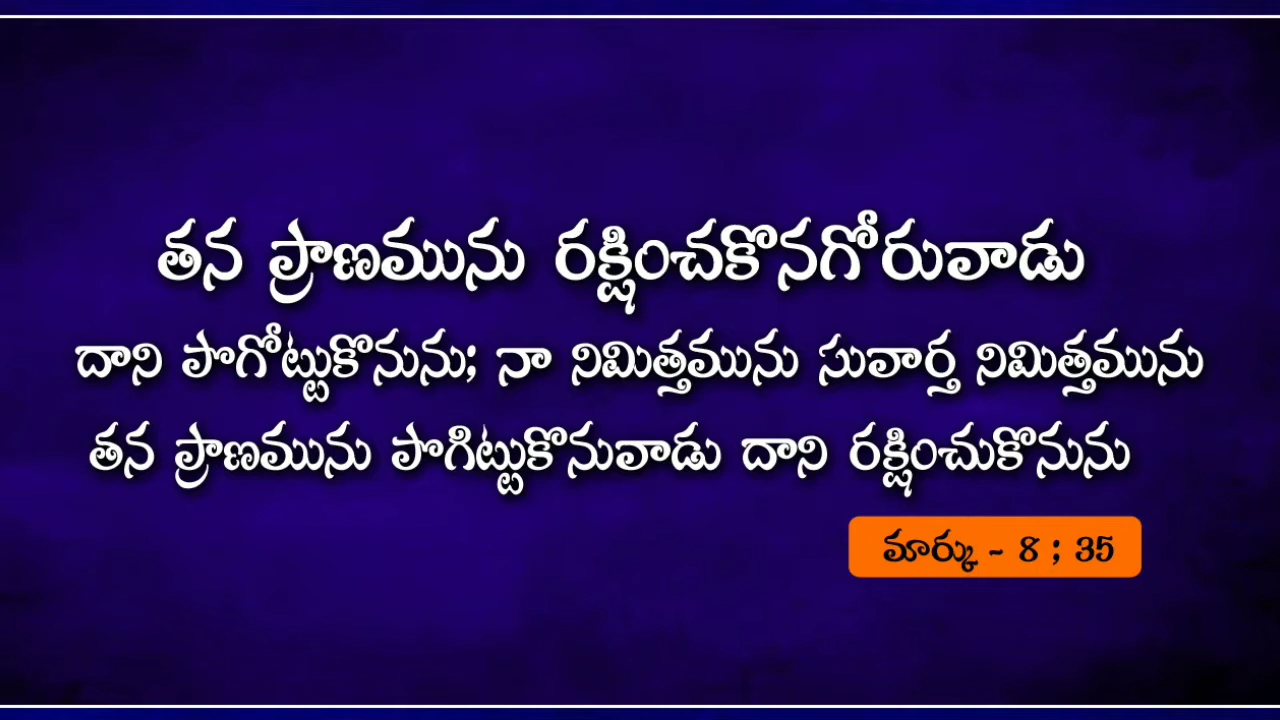 తన ప్రాణమును రక్షించకొనగోరువాడు
దాని పొగోట్టుకొనును; నా నిమిత్తమును సువార్త నిమిత్తమును
తన ప్రాణమును పొగిట్టుకొనువాడు దాని రక్షించుకొనును
మార్కు - 8 ; 35